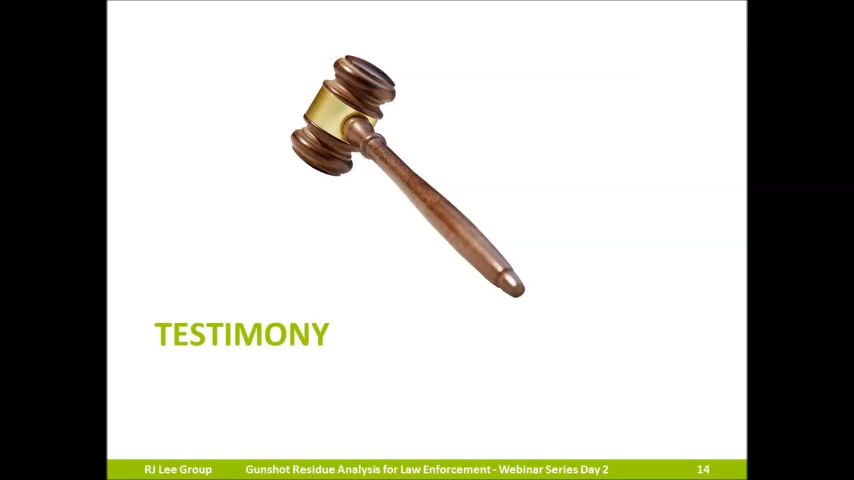 TESTIMONY
RJ Lee Group Gunshot Residue Analysis for Law Enforcement - Webinar Series Day 2 14